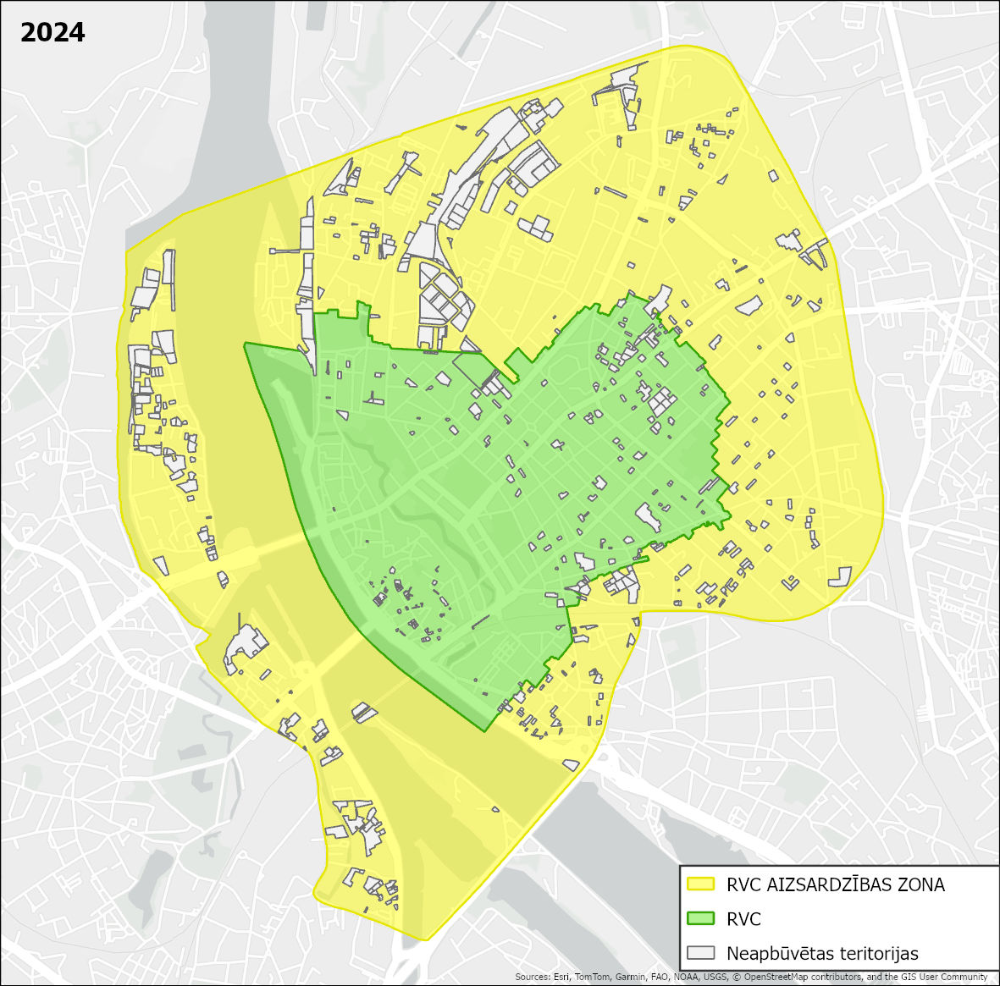 2024
RVC AIZSARDZĪBAS ZONA
RVC
Neapbūvētas teritorijas
Sources: Esri, TomTom, Garmin, FAO, NOAA, USGS, © OpenStreetMap contributors, and the GIS User Community